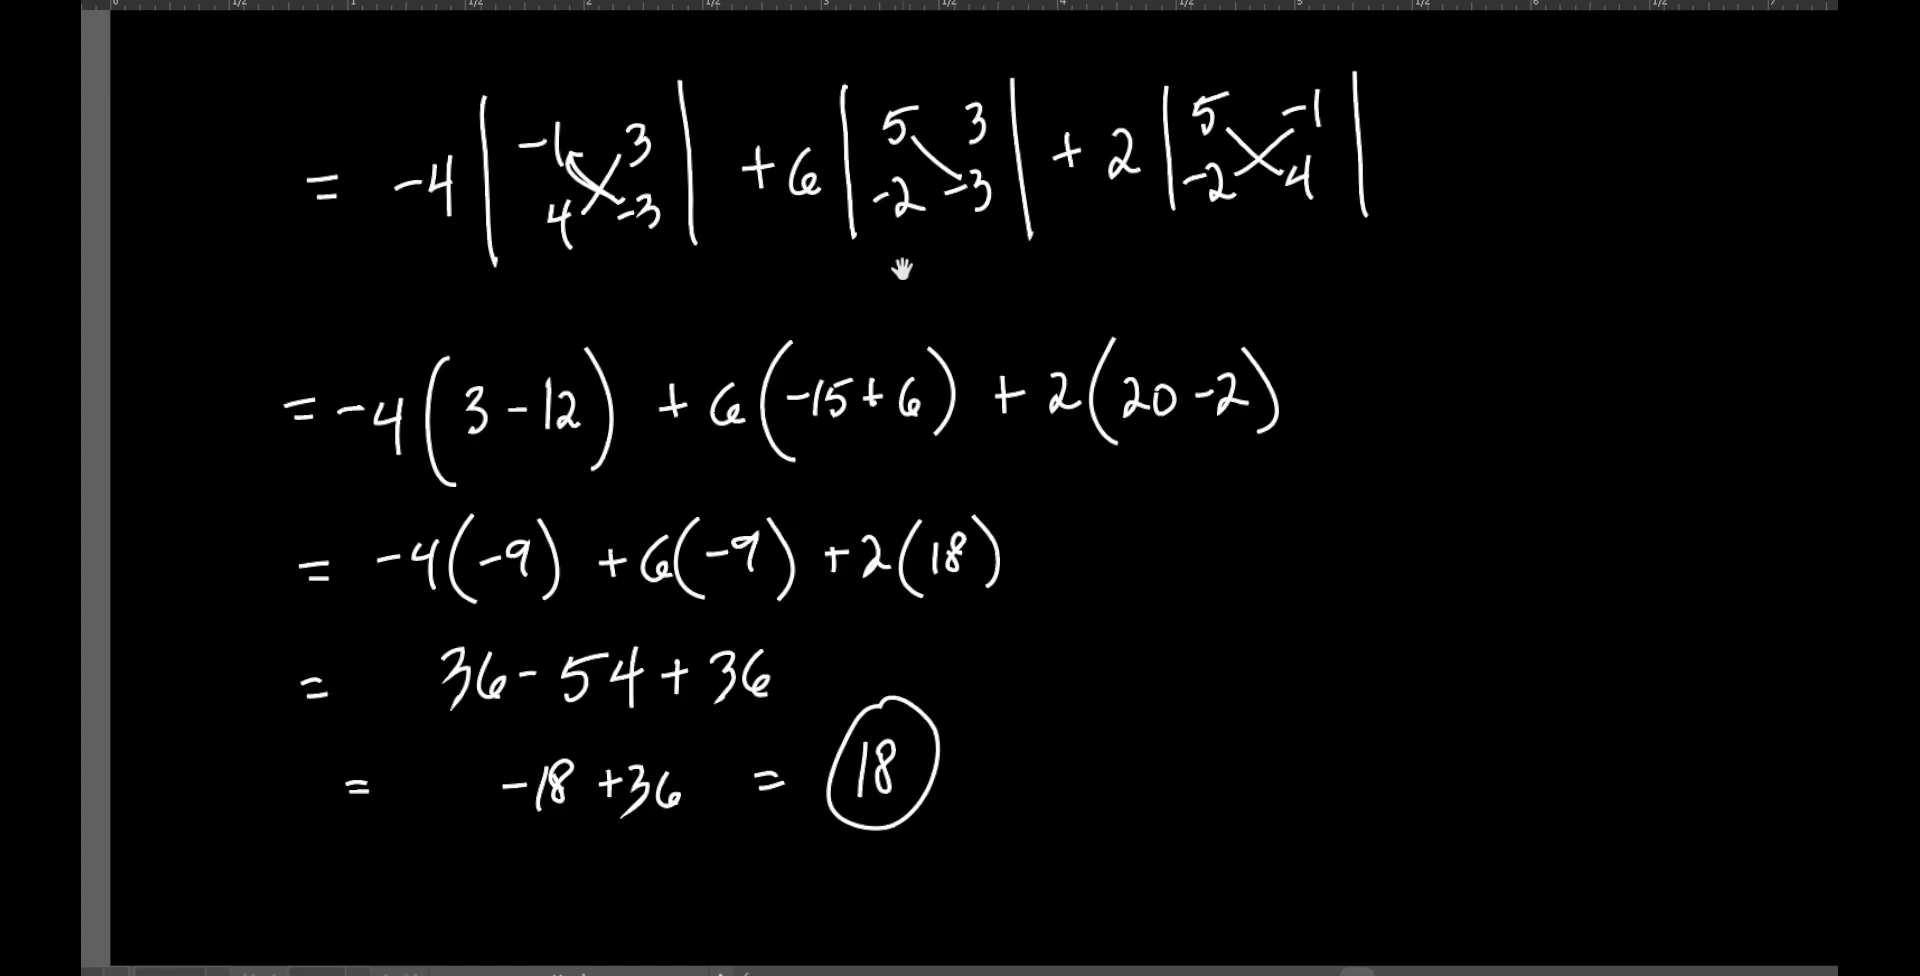 = -4 | -1 3 4 -3 | +6 | 5 3 -2 -3 | + 2 | 5 -1 -2 4 |
= -4 ( 3 - 12 ) + 6 ( -15 + 6 ) + 2 ( 20 - 2 )
= -4 ( -9 ) + 6 ( -9 ) + 2 ( 18 )
= 36 - 54 + 36
= -18 + 36 = 18